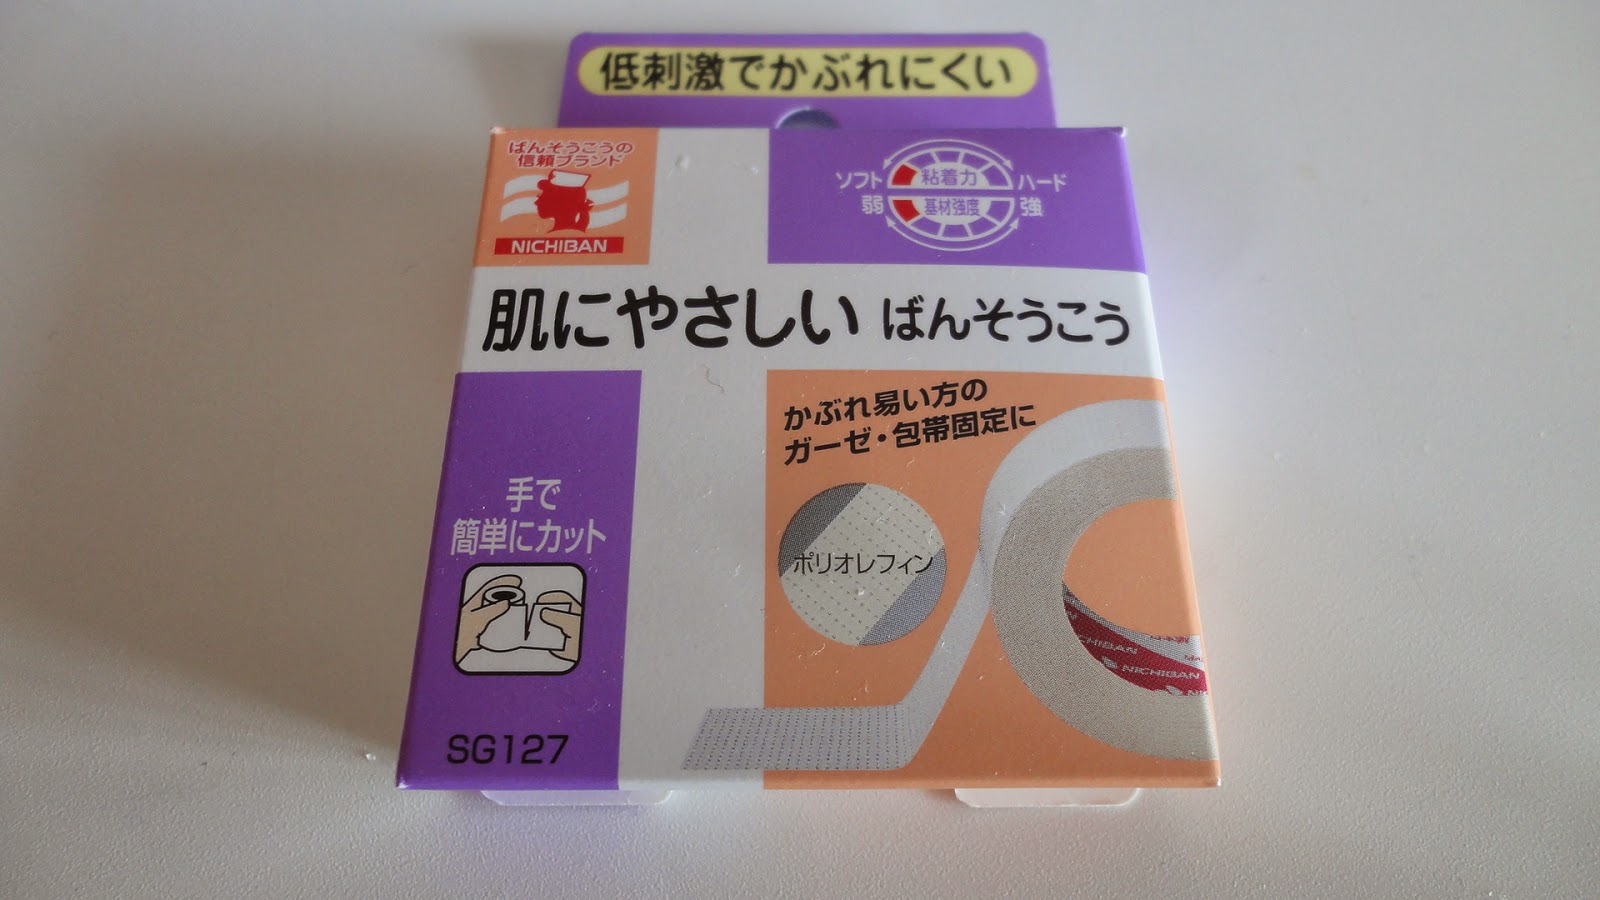 低刺激でかぶれにくい
ばんそうこうの
信頼ブランド
NICHIBAN
ソフト 粘着力 ハード
弱 基材強度 強
肌にやさしい ばんそうこう
かぶれ易い方の
ガーゼ・包帯固定に
手で
簡単にカット
ポリオレフィン
NICHIBAN
NICHIBAN
SG127